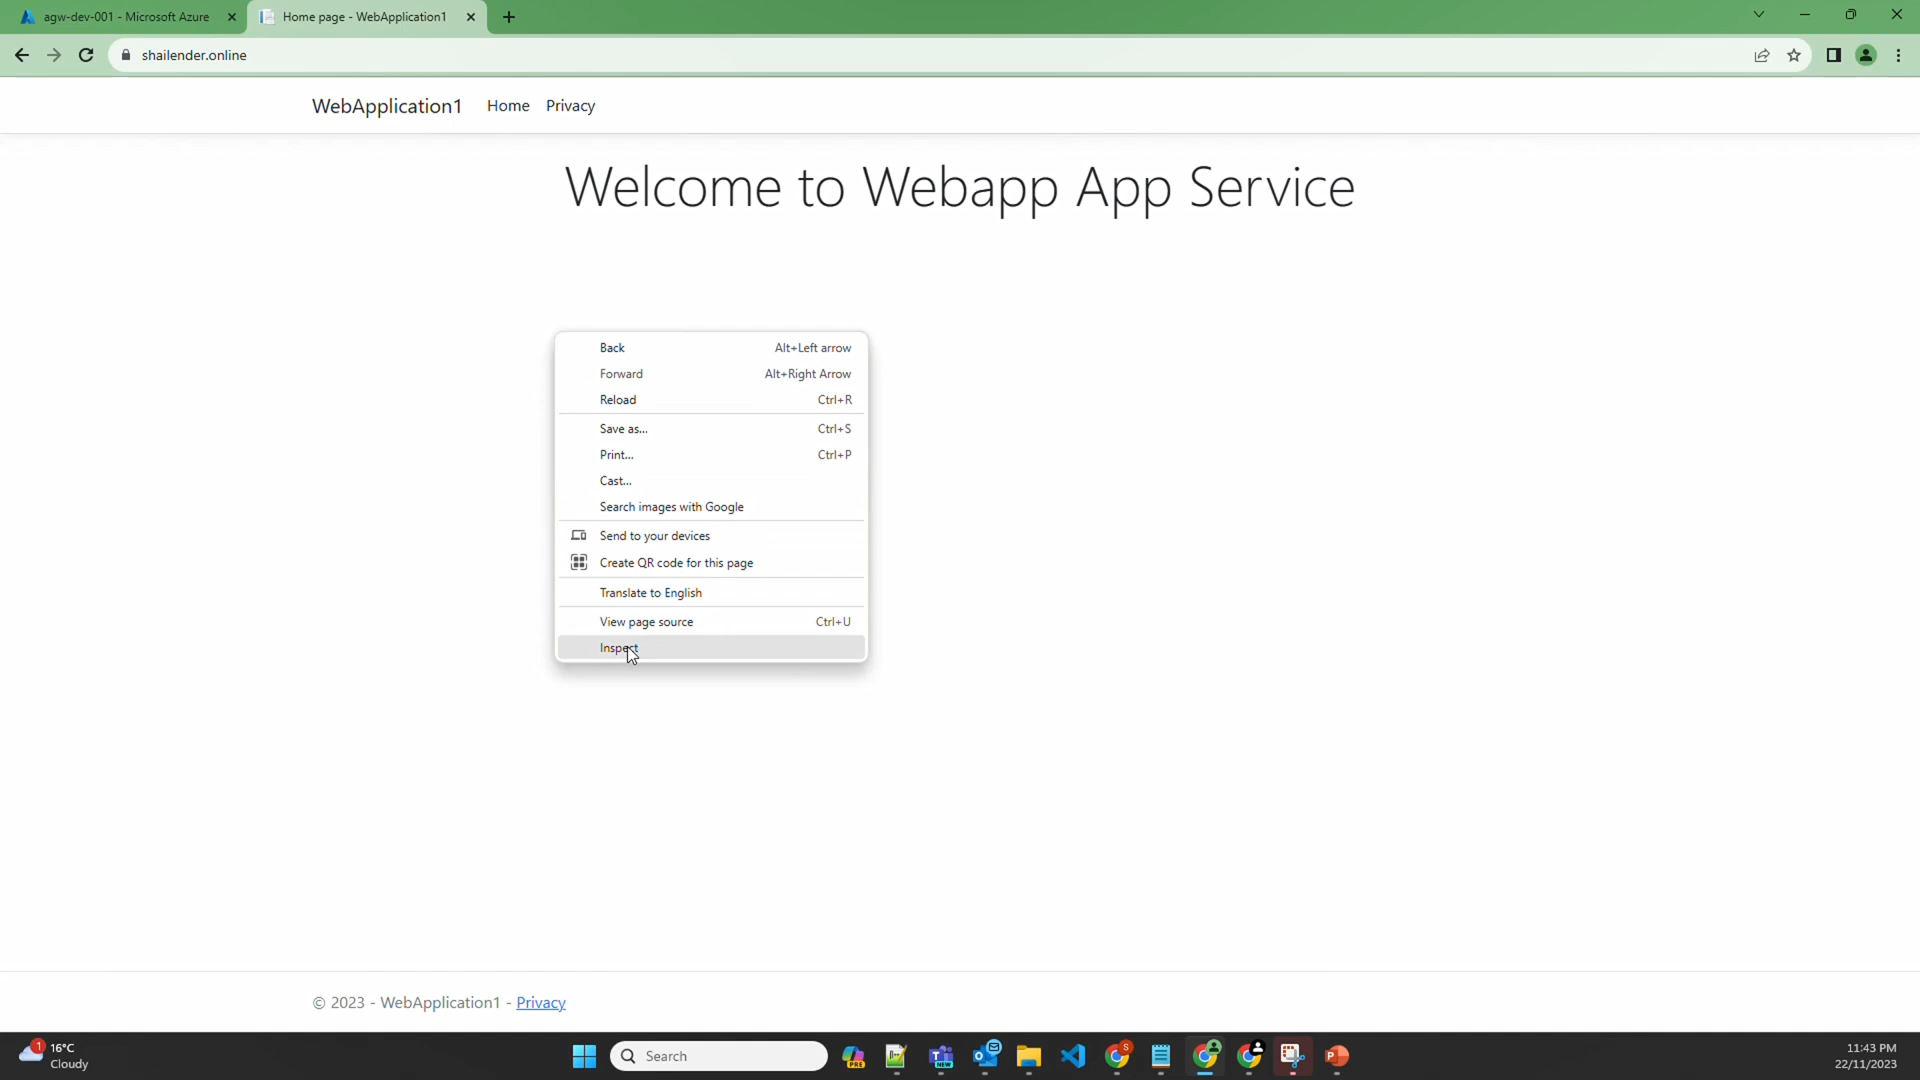 agw-dev-001 - Microsoft Azure
Home page - WebApplication1
shailender.online
WebApplication1 Home Privacy
Welcome to Webapp App Service
Back Alt+Left arrow
Forward Alt+Right Arrow
Reload Ctrl+R
Save as... Ctrl+S
Print... Ctrl+P
Cast...
Search images with Google
Send to your devices
Create QR code for this page
Translate to English
View page source Ctrl+U
Inspect
© 2023 - WebApplication1 - Privacy
1
16°C
Cloudy
Search
PRE
NEW
S
P
11:43 PM
22/11/2023